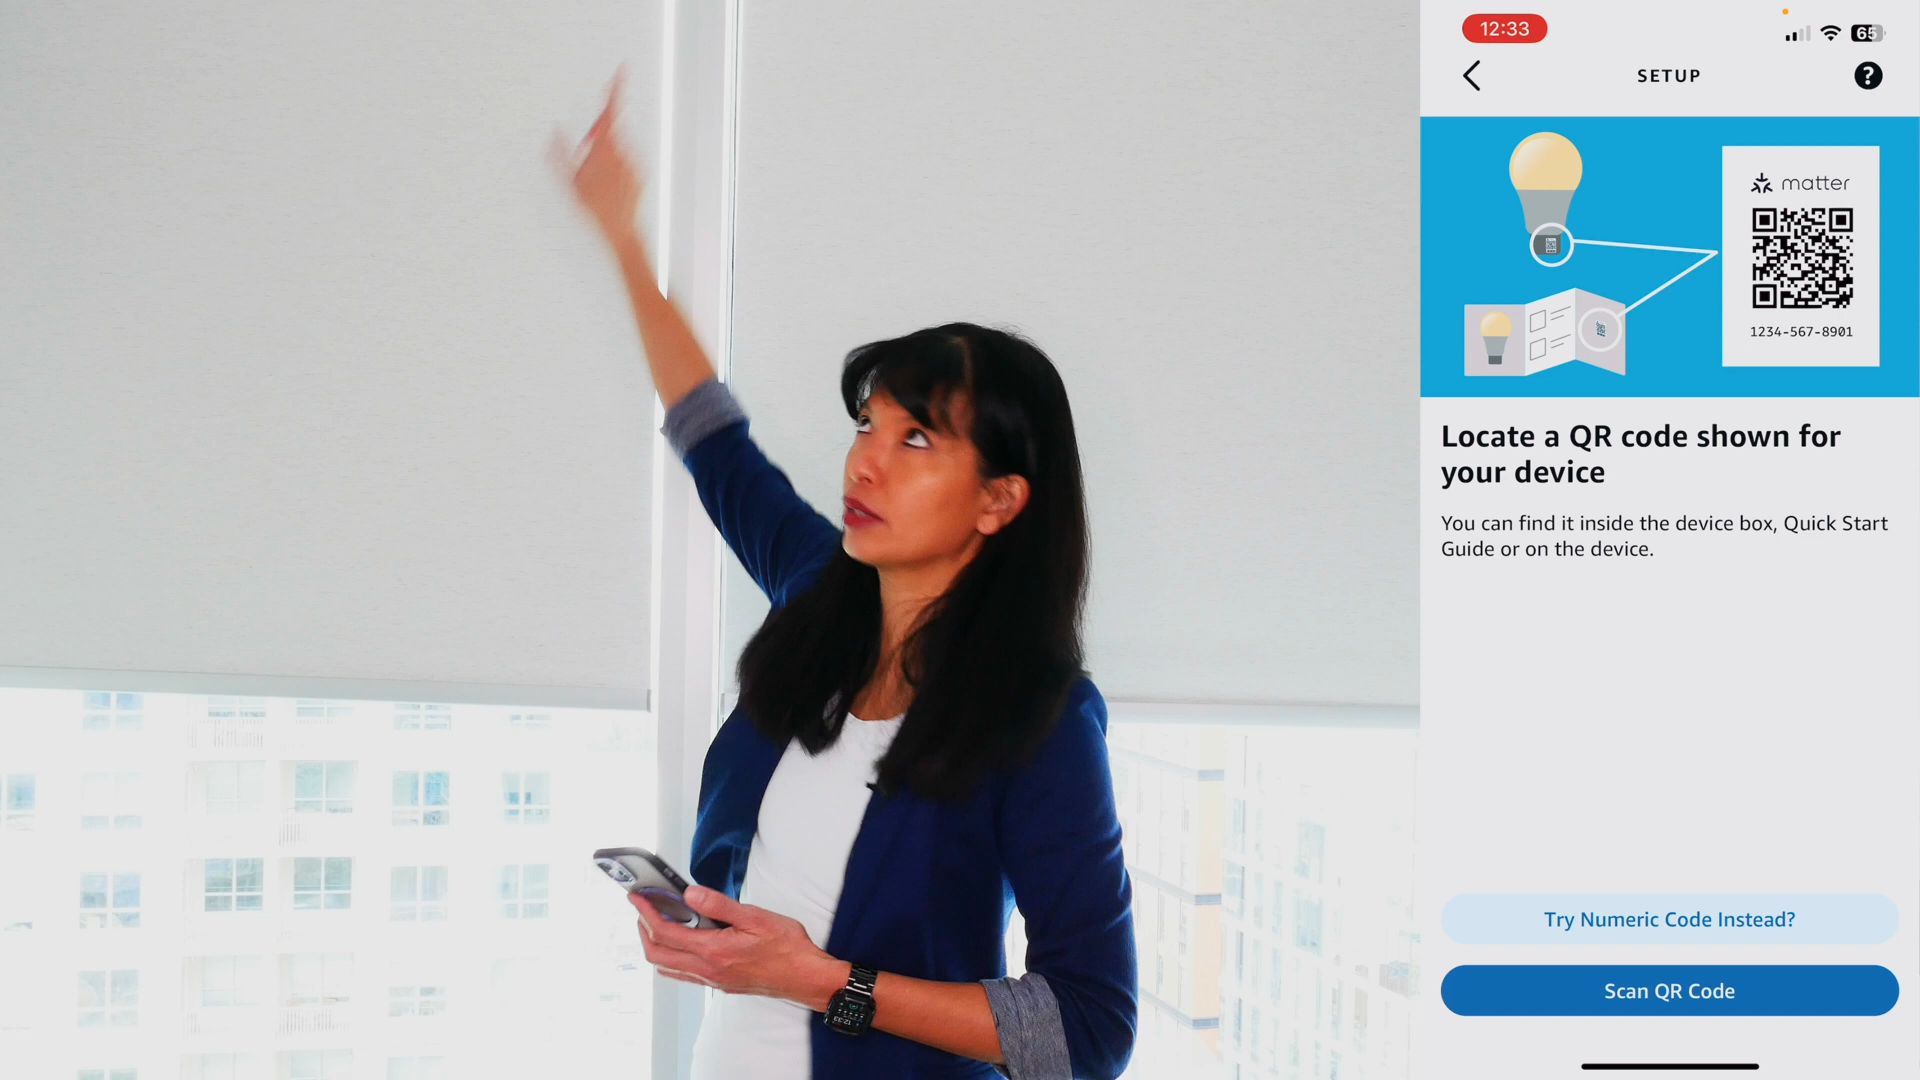 12:33
65
SETUP
?
matter
1234-567-8901
Locate a QR code shown for
your device
You can find it inside the device box, Quick Start
Guide or on the device.
Try Numeric Code Instead?
Scan QR Code